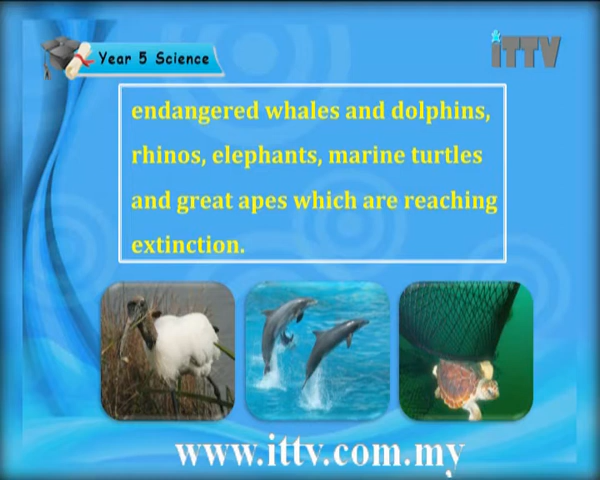 Year 5 Science
iTTV
endangered whales and dolphins,
rhinos, elephants, marine turtles
and great apes which are reaching
extinction.
www.ittv.com.my